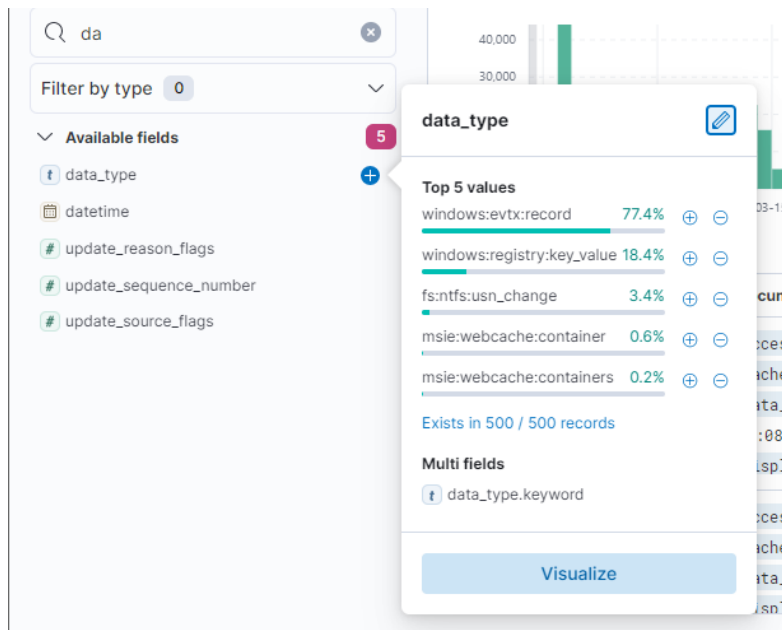 da
40,000
30,000
Filter by type 0
Available fields 5
data_type
datetime
update_reason_flags
update_sequence_number
update_source_flags
data_type
Top 5 values
windows:evtx:record 77.4%
windows:registry:key_value 18.4%
fs:ntfs:usn_change 3.4%
msie:webcache:container 0.6%
msie:webcache:containers 0.2%
Exists in 500 / 500 records
Multi fields
t data_type.keyword
Visualize